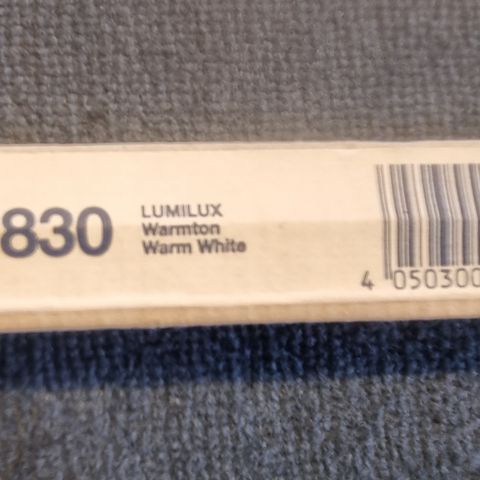 830
LUMILUX
Warmton
Warm White
4 050300